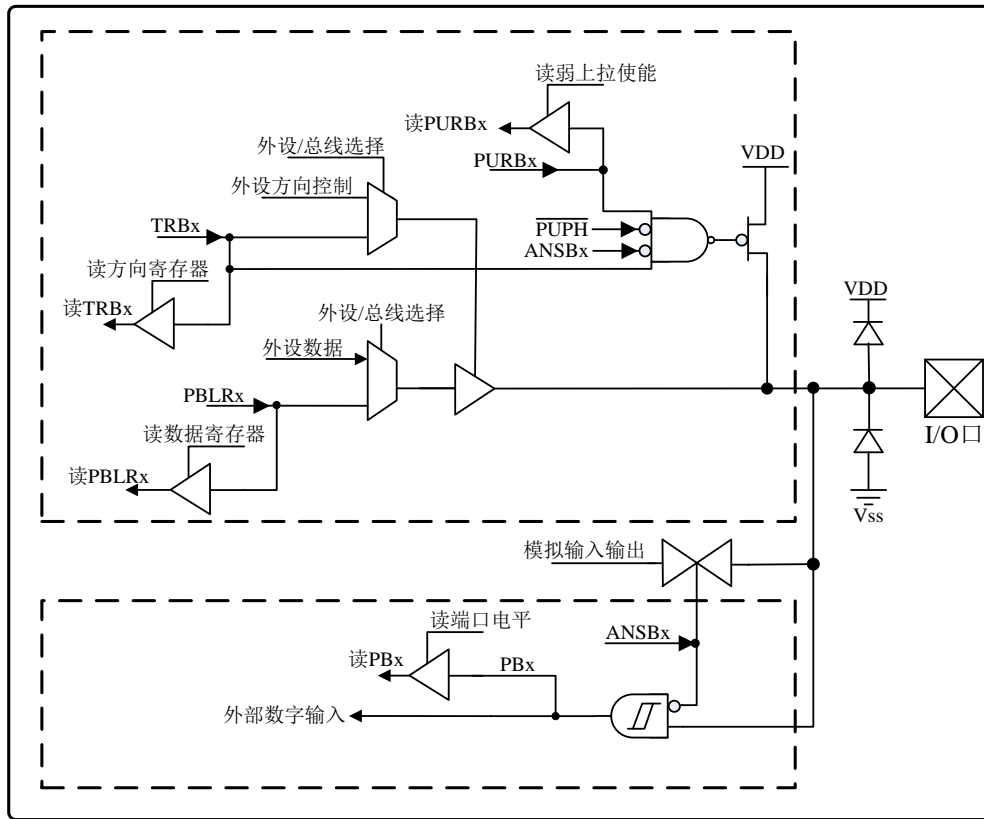 读弱上拉使能
读PURBx
外设/总线选择
PURBx
VDD
外设方向控制
TRBx
PUPH
ANSBx
读方向寄存器
读TRBx
外设/总线选择
VDD
外设数据
PBLRx
I/O口
读数据寄存器
读PBLRx
Vss
模拟输入输出
读端口电平
ANSBx
读PBx
PBx
外部数字输入